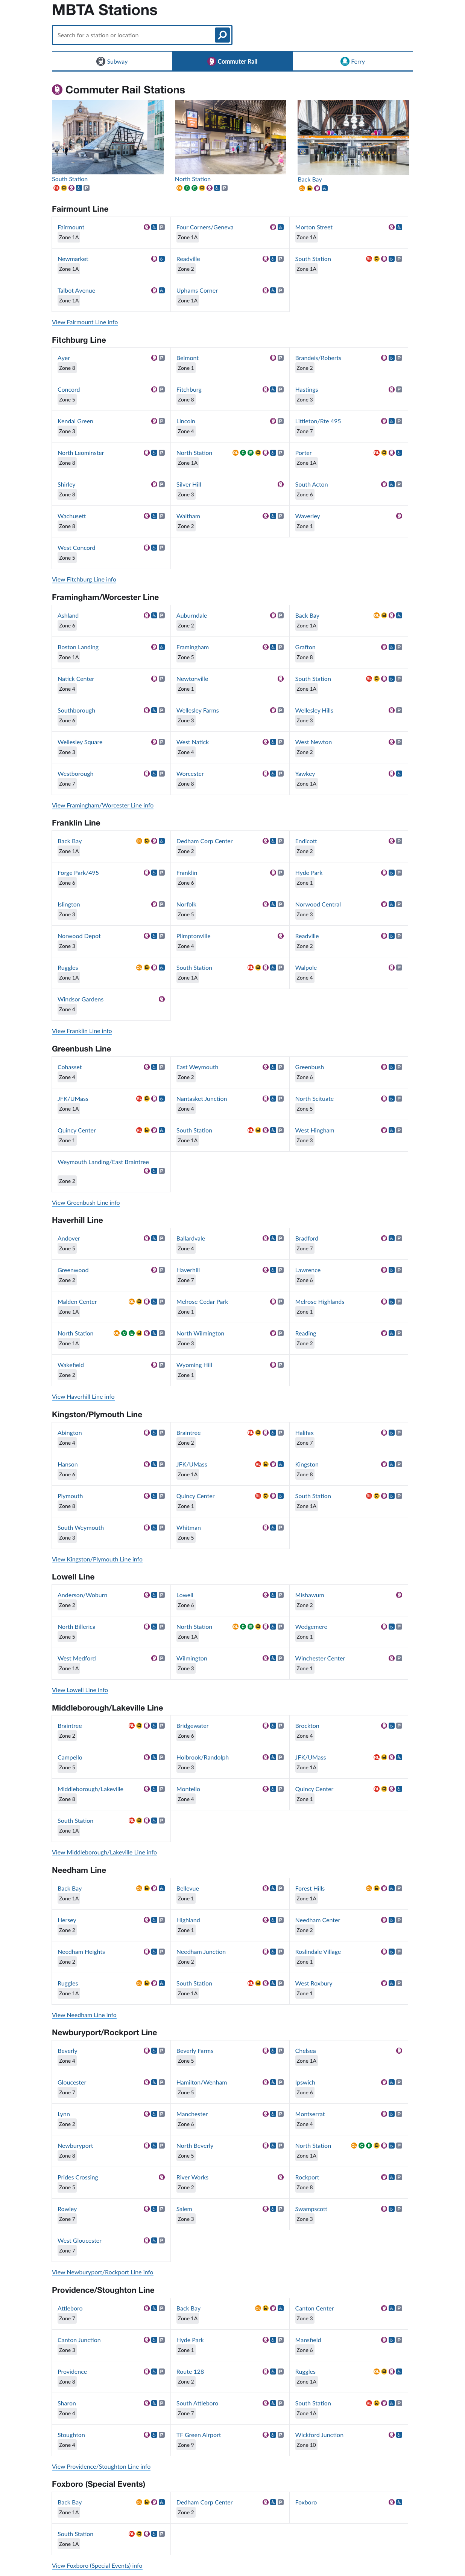 MBTA Stations
Search for a station or location
Subway
Commuter Rail
Ferry
Commuter Rail Stations
South Station
North Station
Back Bay
Fairmount Line
Fairmount Four Corners/Geneva Morton Street
Zone 1A Zone 1A Zone 1A
Newmarket Readville South Station
Zone 1A Zone 2 Zone 1A
Talbot Avenue Uphams Corner
Zone 1A Zone 1A
View Fairmount Line info
Fitchburg Line
Ayer Belmont Brandeis/Roberts
Zone 8 Zone 1 Zone 2
Concord Fitchburg Hastings
Zone 5 Zone 8 Zone 3
Kendal Green Lincoln Littleton/Rte 495
Zone 3 Zone 4 Zone 7
North Leominster North Station Porter
Zone 8 Zone 1A Zone 1A
Shirley Silver Hill South Acton
Zone 8 Zone 3 Zone 6
Wachusett Waltham Waverley
Zone 8 Zone 2 Zone 1
West Concord
Zone 5
View Fitchburg Line info
Framingham/Worcester Line
Ashland Auburndale Back Bay
Zone 6 Zone 2 Zone 1A
Boston Landing Framingham Grafton
Zone 1A Zone 5 Zone 8
Natick Center Newtonville South Station
Zone 4 Zone 1 Zone 1A
Southborough Wellesley Farms Wellesley Hills
Zone 6 Zone 3 Zone 3
Wellesley Square West Natick West Newton
Zone 3 Zone 4 Zone 2
Westborough Worcester Yawkey
Zone 7 Zone 8 Zone 1A
View Framingham/Worcester Line info
Franklin Line
Back Bay Dedham Corp Center Endicott
Zone 1A Zone 2 Zone 2
Forge Park/495 Franklin Hyde Park
Zone 6 Zone 6 Zone 1
Islington Norfolk Norwood Central
Zone 3 Zone 5 Zone 3
Norwood Depot Plimptonville Readville
Zone 3 Zone 4 Zone 2
Ruggles South Station Walpole
Zone 1A Zone 1A Zone 4
Windsor Gardens
Zone 4
View Franklin Line info
Greenbush Line
Cohasset East Weymouth Greenbush
Zone 4 Zone 2 Zone 6
JFK/UMass Nantasket Junction North Scituate
Zone 1A Zone 4 Zone 5
Quincy Center South Station West Hingham
Zone 1 Zone 1A Zone 3
Weymouth Landing/East Braintree
Zone 2
View Greenbush Line info
Haverhill Line
Andover Ballardvale Bradford
Zone 5 Zone 4 Zone 7
Greenwood Haverhill Lawrence
Zone 2 Zone 7 Zone 6
Malden Center Melrose Cedar Park Melrose Highlands
Zone 1A Zone 1 Zone 1
North Station North Wilmington Reading
Zone 1A Zone 3 Zone 2
Wakefield Wyoming Hill
Zone 2 Zone 1
View Haverhill Line info
Kingston/Plymouth Line
Abington Braintree Halifax
Zone 4 Zone 2 Zone 7
Hanson JFK/UMass Kingston
Zone 6 Zone 1A Zone 8
Plymouth Quincy Center South Station
Zone 8 Zone 1 Zone 1A
South Weymouth Whitman
Zone 3 Zone 5
View Kingston/Plymouth Line info
Lowell Line
Anderson/Woburn Lowell Mishawum
Zone 2 Zone 6 Zone 2
North Billerica North Station Wedgemere
Zone 5 Zone 1A Zone 1
West Medford Wilmington Winchester Center
Zone 1A Zone 3 Zone 1
View Lowell Line info
Middleborough/Lakeville Line
Braintree Bridgewater Brockton
Zone 2 Zone 6 Zone 4
Campello Holbrook/Randolph JFK/UMass
Zone 5 Zone 3 Zone 1A
Middleborough/Lakeville Montello Quincy Center
Zone 8 Zone 4 Zone 1
South Station
Zone 1A
View Middleborough/Lakeville Line info
Needham Line
Back Bay Bellevue Forest Hills
Zone 1A Zone 1 Zone 1A
Hersey Highland Needham Center
Zone 2 Zone 1 Zone 2
Needham Heights Needham Junction Roslindale Village
Zone 2 Zone 2 Zone 1
Ruggles South Station West Roxbury
Zone 1A Zone 1A Zone 1
View Needham Line info
Newburyport/Rockport Line
Beverly Beverly Farms Chelsea
Zone 4 Zone 5 Zone 1A
Gloucester Hamilton/Wenham Ipswich
Zone 7 Zone 5 Zone 6
Lynn Manchester Montserrat
Zone 2 Zone 6 Zone 4
Newburyport North Beverly North Station
Zone 8 Zone 5 Zone 1A
Prides Crossing River Works Rockport
Zone 5 Zone 2 Zone 8
Rowley Salem Swampscott
Zone 7 Zone 3 Zone 3
West Gloucester
Zone 7
View Newburyport/Rockport Line info
Providence/Stoughton Line
Attleboro Back Bay Canton Center
Zone 7 Zone 1A Zone 3
Canton Junction Hyde Park Mansfield
Zone 3 Zone 1 Zone 6
Providence Route 128 Ruggles
Zone 8 Zone 2 Zone 1A
Sharon South Attleboro South Station
Zone 4 Zone 7 Zone 1A
Stoughton TF Green Airport Wickford Junction
Zone 4 Zone 9 Zone 10
View Providence/Stoughton Line info
Foxboro (Special Events)
Back Bay Dedham Corp Center Foxboro
Zone 1A Zone 2
South Station
Zone 1A
View Foxboro (Special Events) info